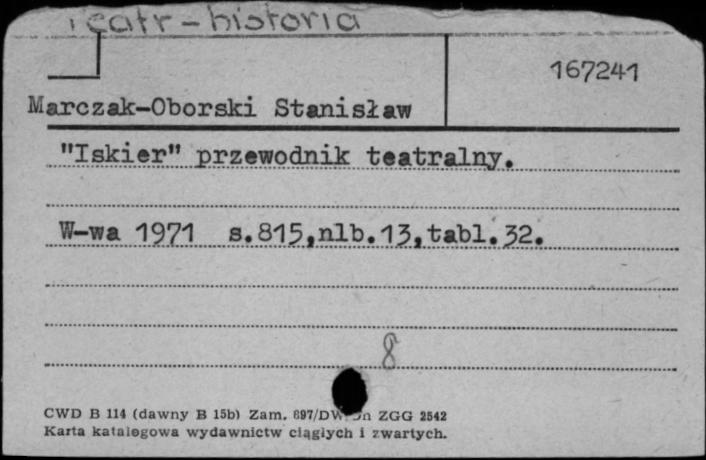 Teatr - historia
167241
Marczak-Oborski Stanisław
"Iskier" przewodnik teatralny.
W-wa 1971 s.815,nlb.13,tabl.32.
8
CWD B 114 (dawny B 15b) Zam. 697/DW ZGG 2542
Karta katalogowa wydawnictw ciągłych i zwartych.